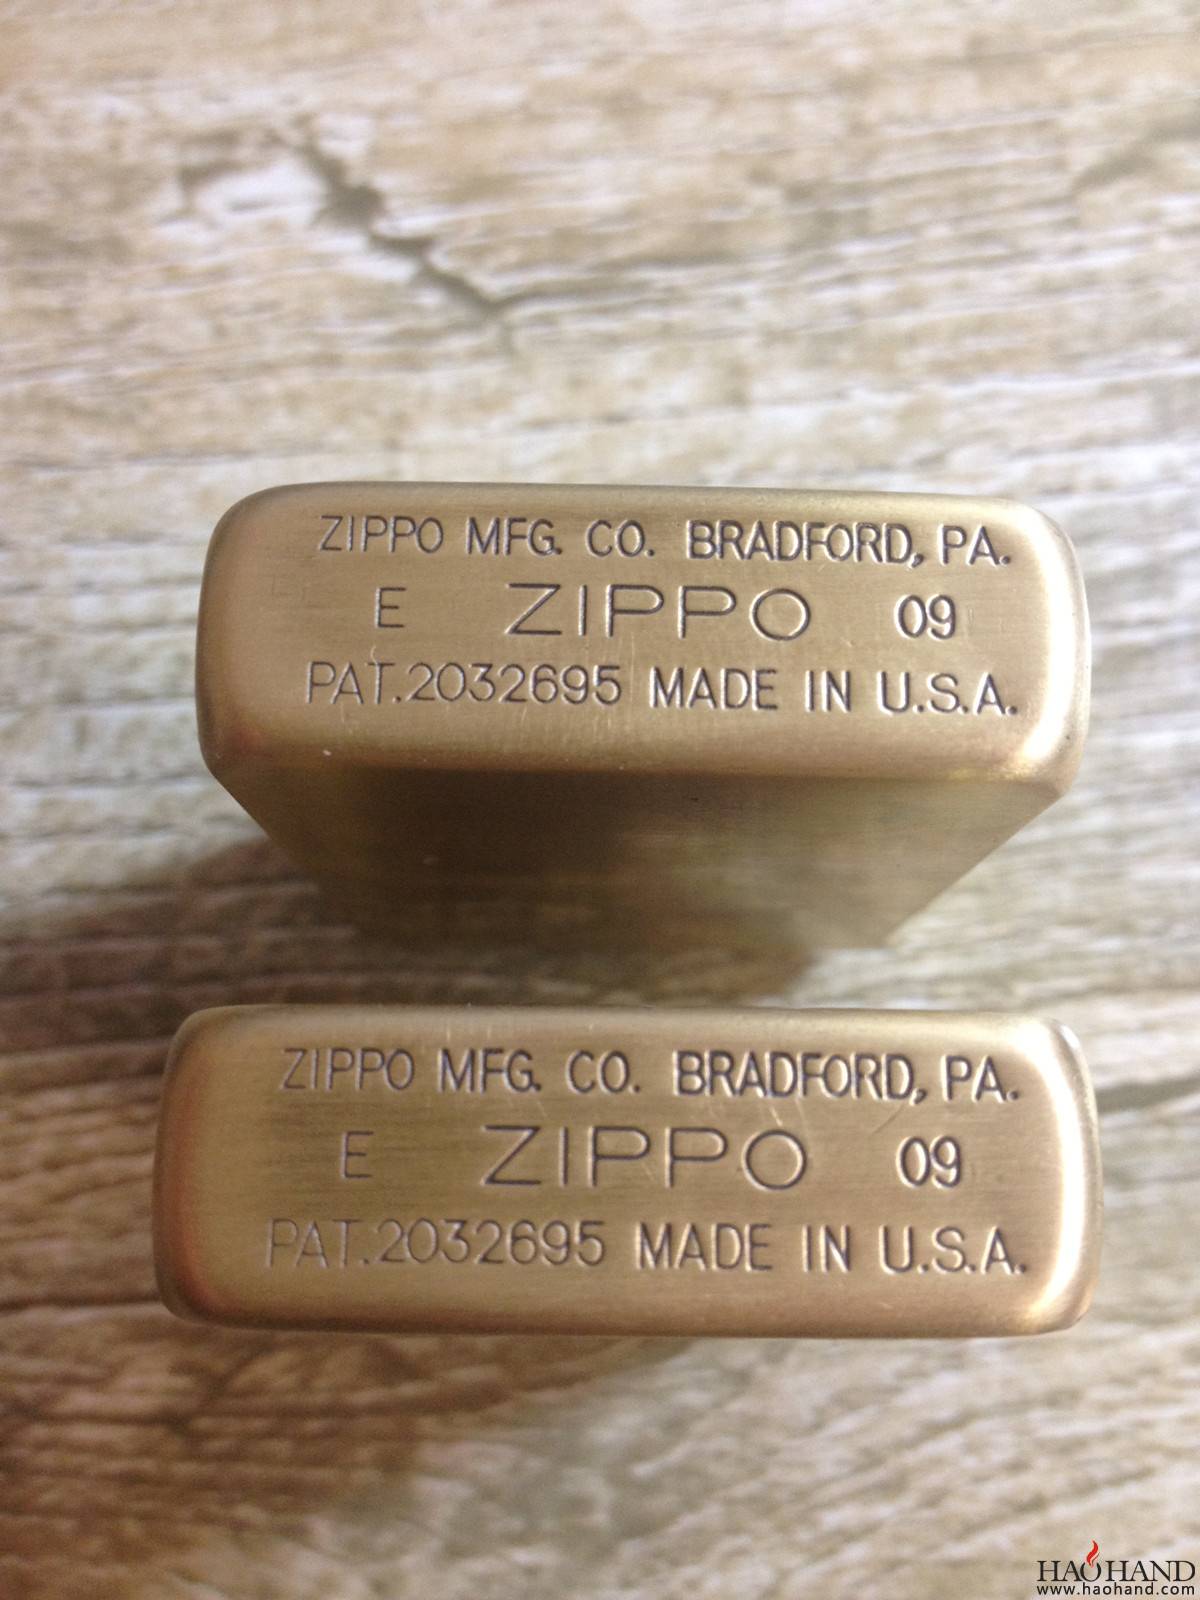 ZIPPO MFG. CO. BRADFORD, PA.
E ZIPPO 09
PAT.2032695 MADE IN U.S.A.
ZIPPO MFG. CO. BRADFORD, PA.
E ZIPPO 09
PAT.2032695 MADE IN U.S.A.
HAOHAND
www.haohand.com